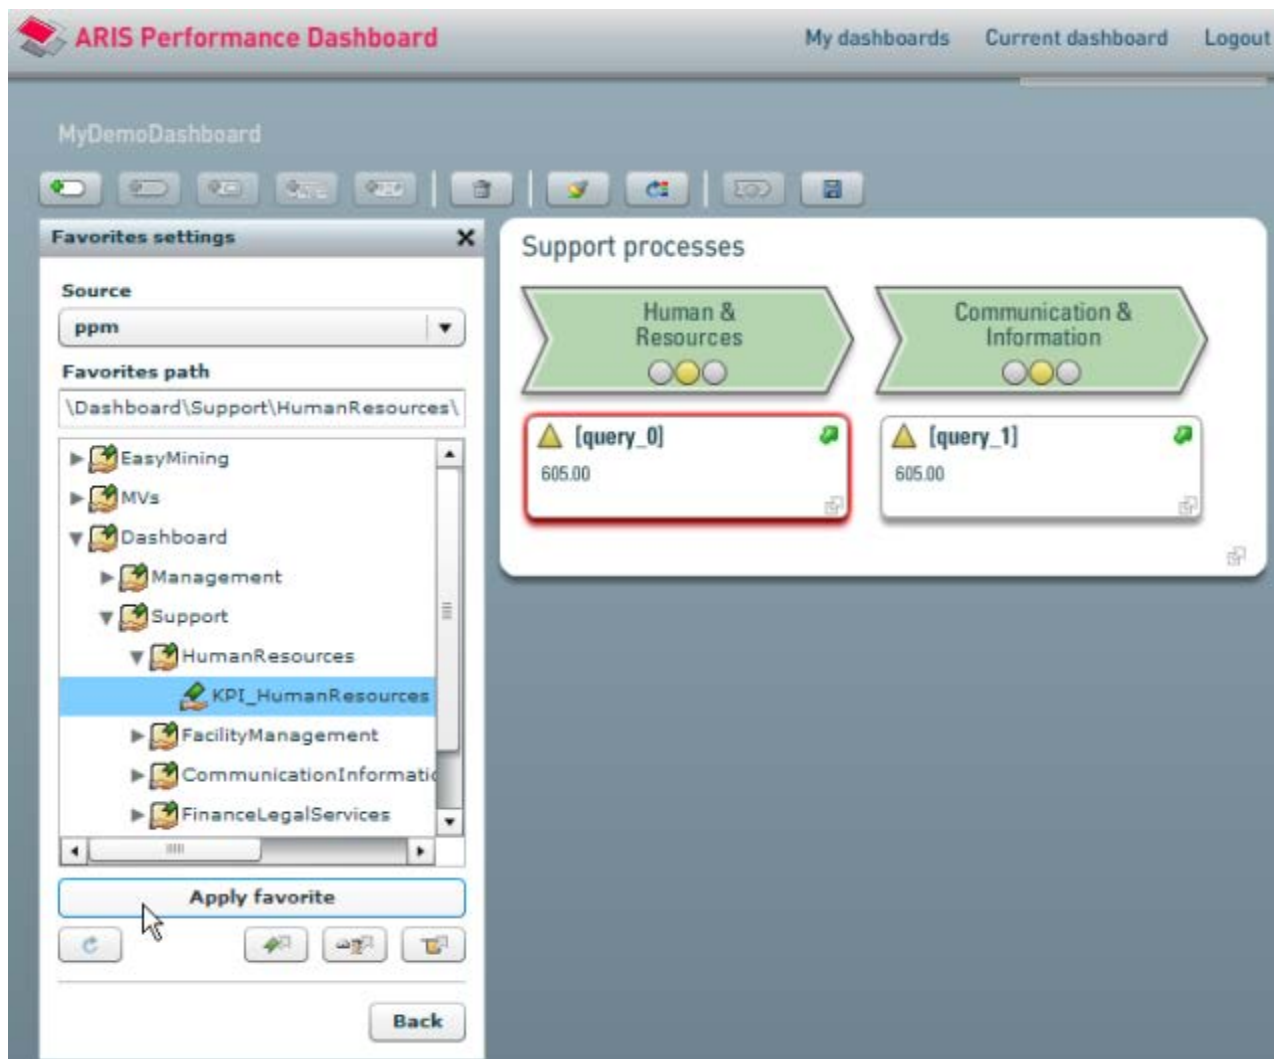 ARIS Performance Dashboard
My dashboards
Current dashboard
Logout
MyDemoDashboard
Favorites settings
Source
ppm
Favorites path
\Dashboard\Support\HumanResources\
EasyMining
MVs
Dashboard
Management
Support
HumanResources
KPI_HumanResources
FacilityManagement
CommunicationInformatic
FinanceLegalServices
Apply favorite
Back
Support processes
Human &
Resources
Communication &
Information
[query_0]
605.00
[query_1]
605.00